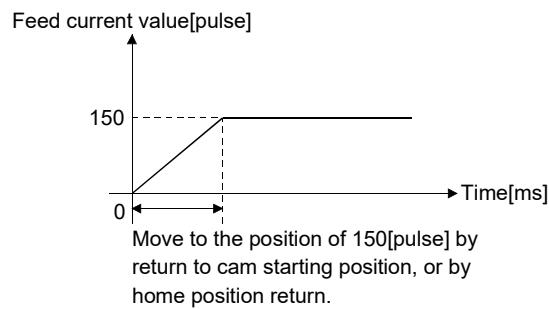 Feed current value[pulse]
150
Time[ms]
0
Move to the position of 150[pulse] by
return to cam starting position, or by
home position return.